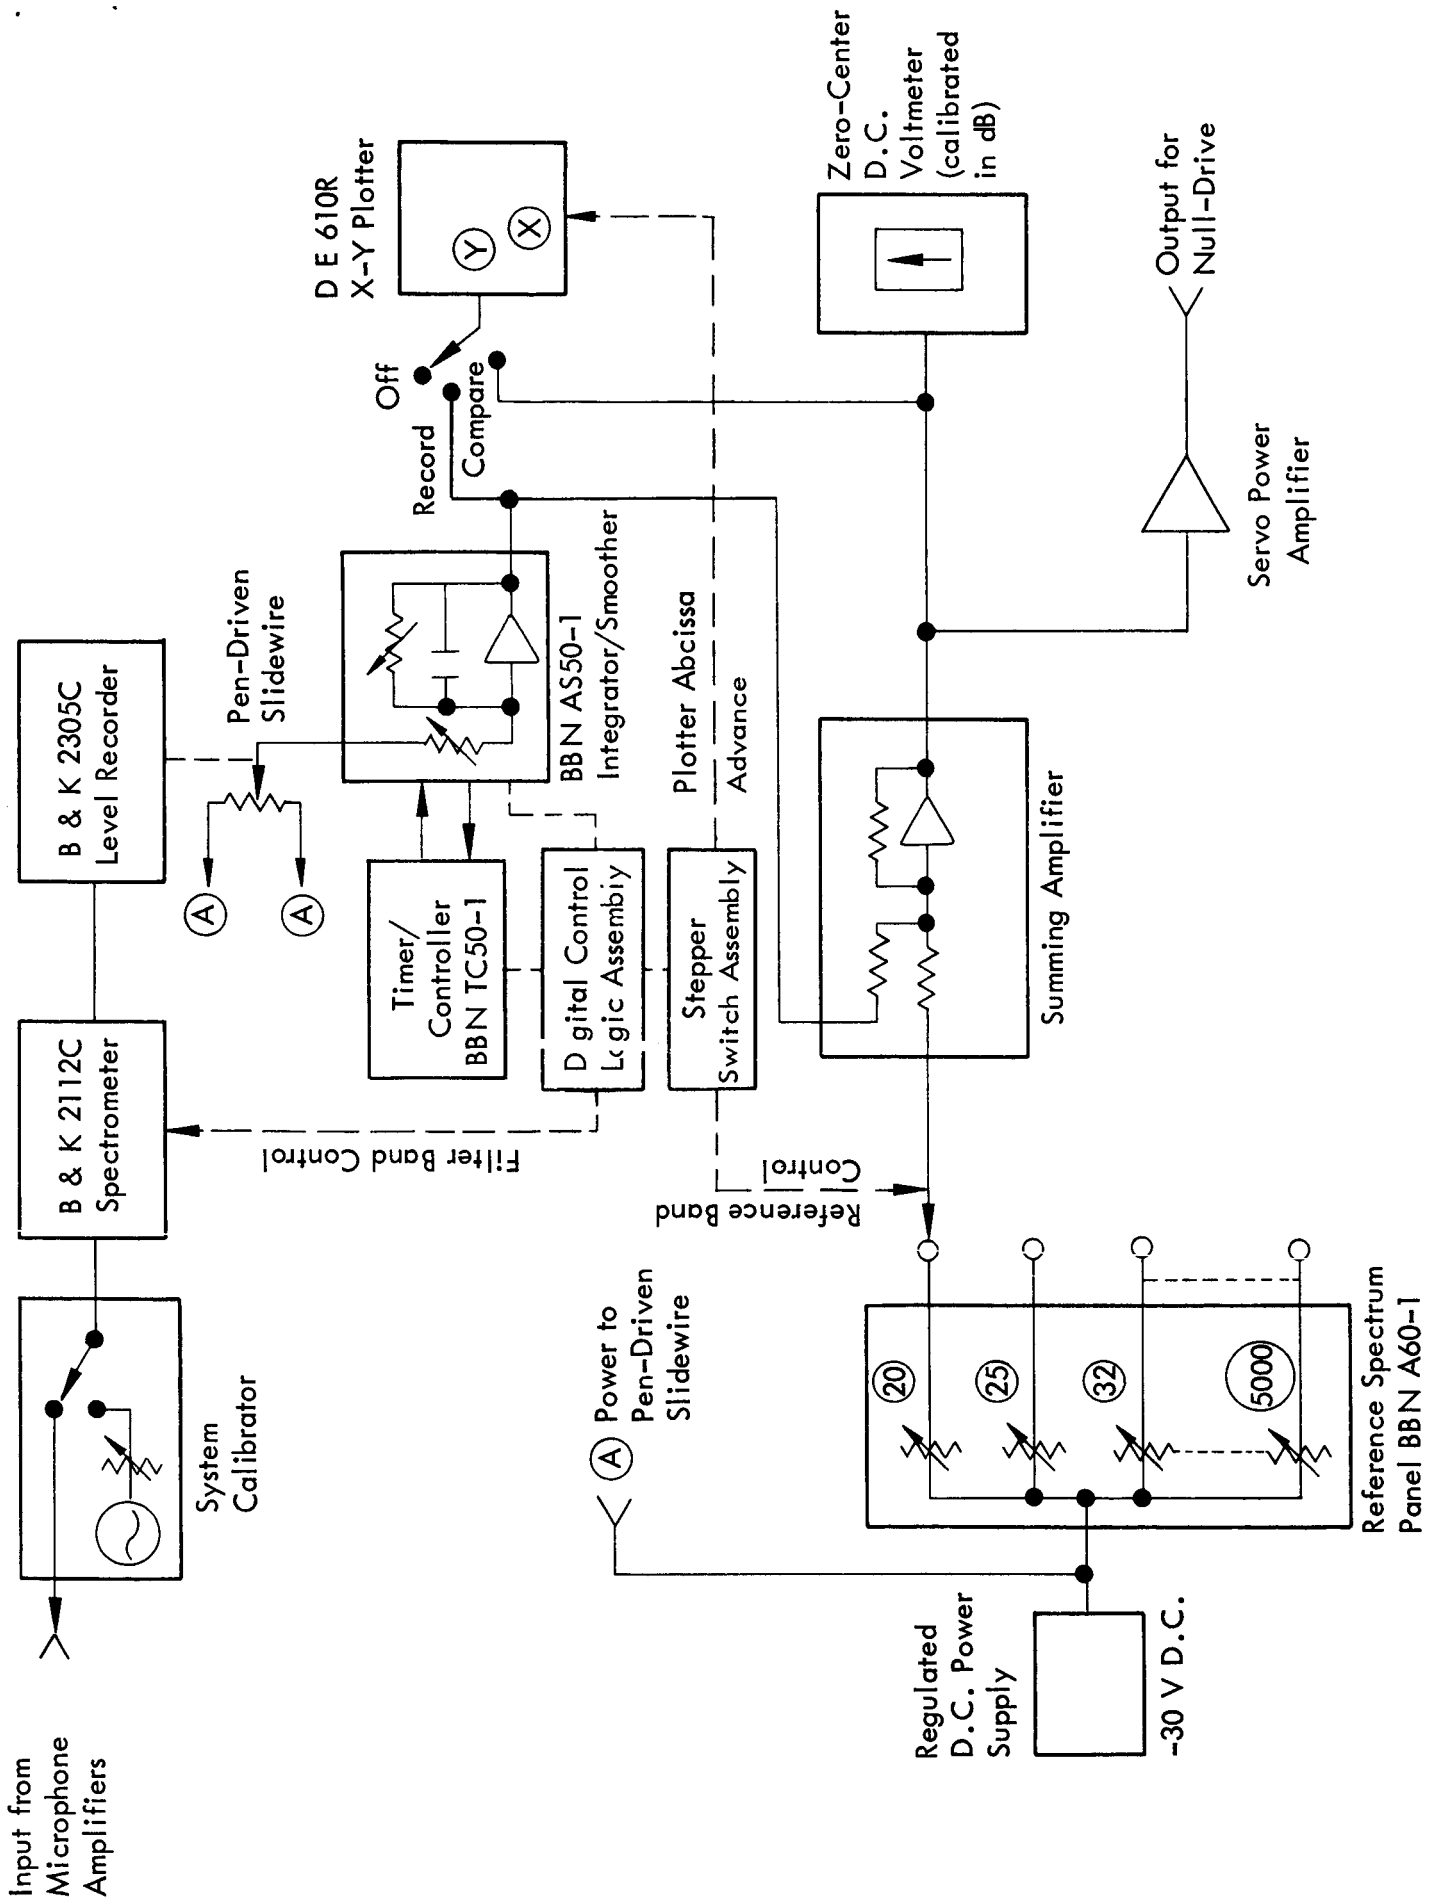 Input from
Microphone
Amplifiers
System
Calibrator
B & K 2112C
Spectrometer
B & K 2305C
Level Recorder
Pen-Driven
Slidewire
A
A
Filter Band Control
Timer/
Controller
BBN TC50-1
D gital Control
Logic Assembly
Stepper
Switch Assembly
BBN AS50-1
Integrator/Smoother
Plotter Abcissa
Advance
Record
Off
Compare
D E 610R
X-Y Plotter
Y
X
Reference Band
Control
A
Power to
Pen-Driven
Slidewire
Regulated
D.C. Power
Supply
-30 V D.C.
20
25
32
5000
Reference Spectrum
Panel BBN A60-1
Summing Amplifier
Zero-Center
D.C.
Voltmeter
(calibrated
in dB)
Servo Power
Amplifier
Output for
Null-Drive